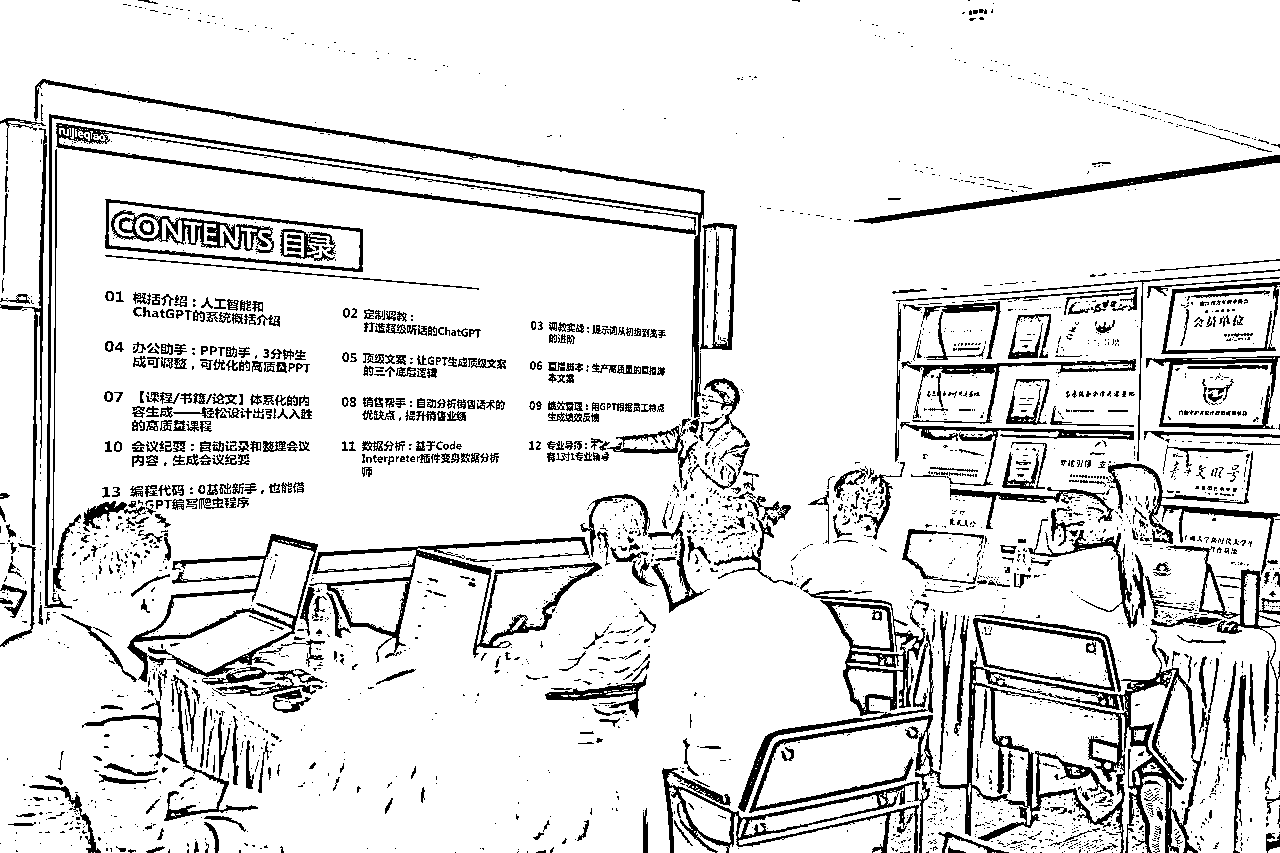 ruijieqiao
CONTENTS 目录
01 概括介绍：人工智能和
ChatGPT的系统概括介绍
02 定制调教：
打造超级听话的ChatGPT
03 调教实战：提示词从初级到高手
的进阶
04 办公助手：PPT助手，3分钟生
成可调整，可优化的高质量PPT
05 顶级文案：让GPT生成顶级文案
的三个底层逻辑
06 直播脚本：生产高质量的直播脚
本文案
07 【课程/书籍/论文】体系化的内
容生成——轻松设计出引人入胜
的高质量课程
08 销售帮手：自动分析销售话术的
优缺点，提升销售业绩
09 绩效管理：用GPT根据员工特点
生成绩效反馈
10 会议纪要：自动记录和整理会议
内容，生成会议纪要
11 数据分析：基于Code
Interpreter插件变身数据分析
师
12 专业导师：
有1对1专业辅导
13 编程代码：0基础新手，也能借
助GPT编写爬虫程序
会员单位